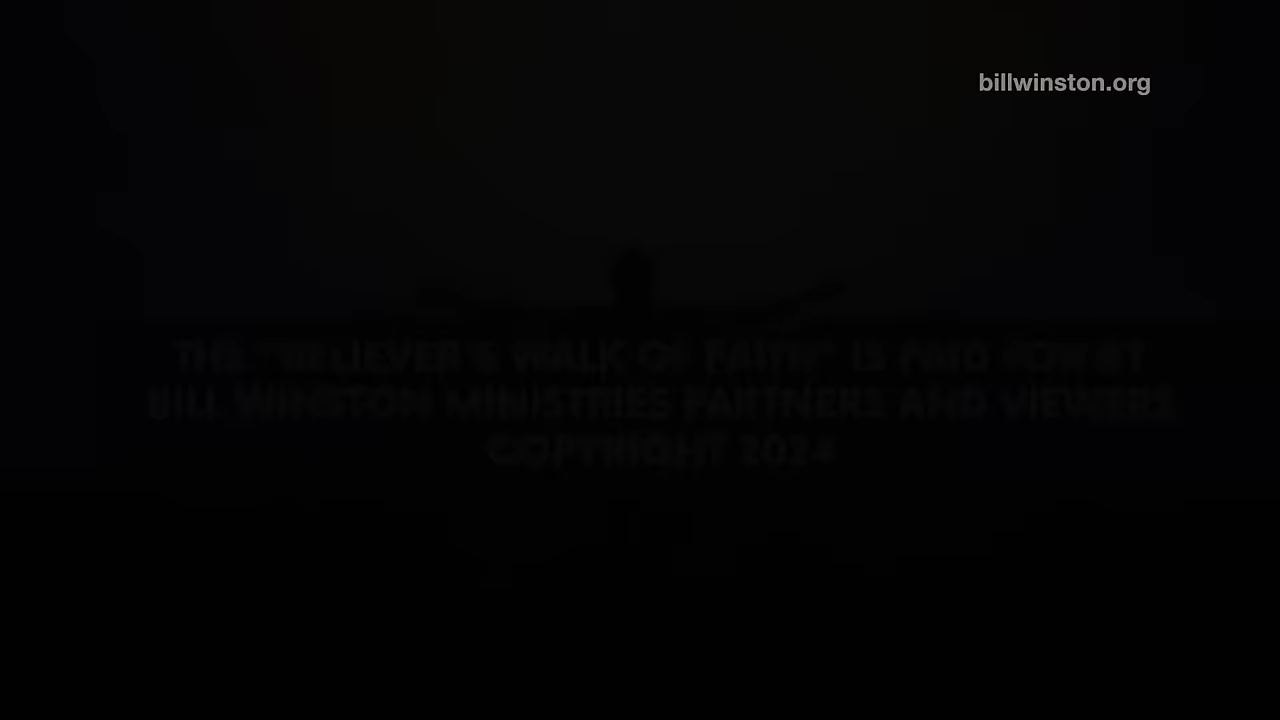 billwinston.org
THE "BELIEVER'S WALK OF FAITH" IS PAID FOR BY
BILL WINSTON MINISTRIES PARTNERS AND VIEWERS
COPYRIGHT 2024